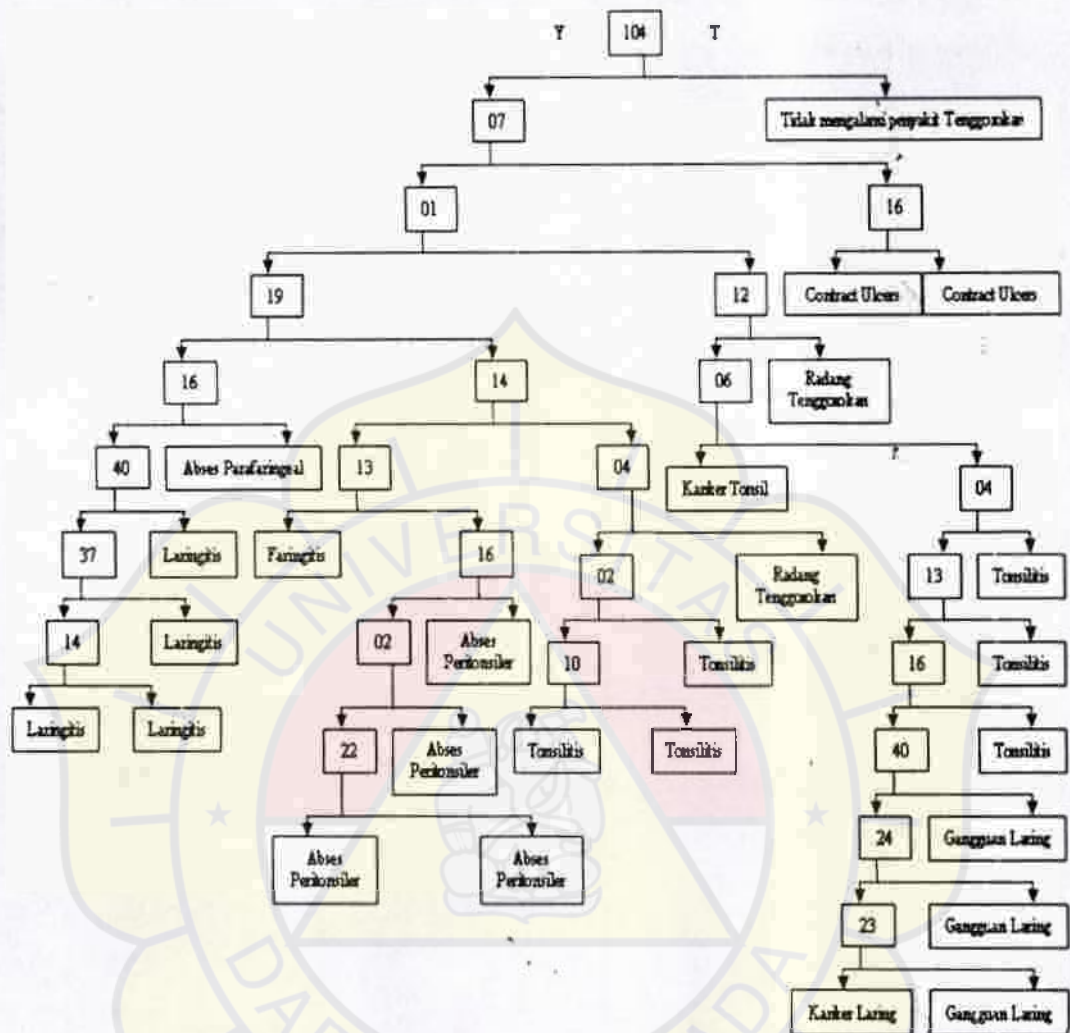 Y 104 T
07 Tidak mengalami penyakit Tenggorokan
01 16
19 12 Contract Ulcers Contract Ulcers
16 14 06 Radang
Tenggorokan
40 Abses Parafaringeal 13 04 Kanker Tonsil 04
37 Laringitis Faringitis 16 02 Radang
Tenggorokan
13 Tonsilitis
14 Laringitis 02 Abses
Peritonsiler
10 Tonsilitis 16 Tonsilitis
Laringitis Laringitis 22 Abses
Peritonsiler
Tonsilitis Tonsilitis 40 Tonsilitis
Abses
Peritonsiler
Abses
Peritonsiler
24 Gangguan Laring
23 Gangguan Laring
Kanker Laring Gangguan Laring
UNIVERSITAS